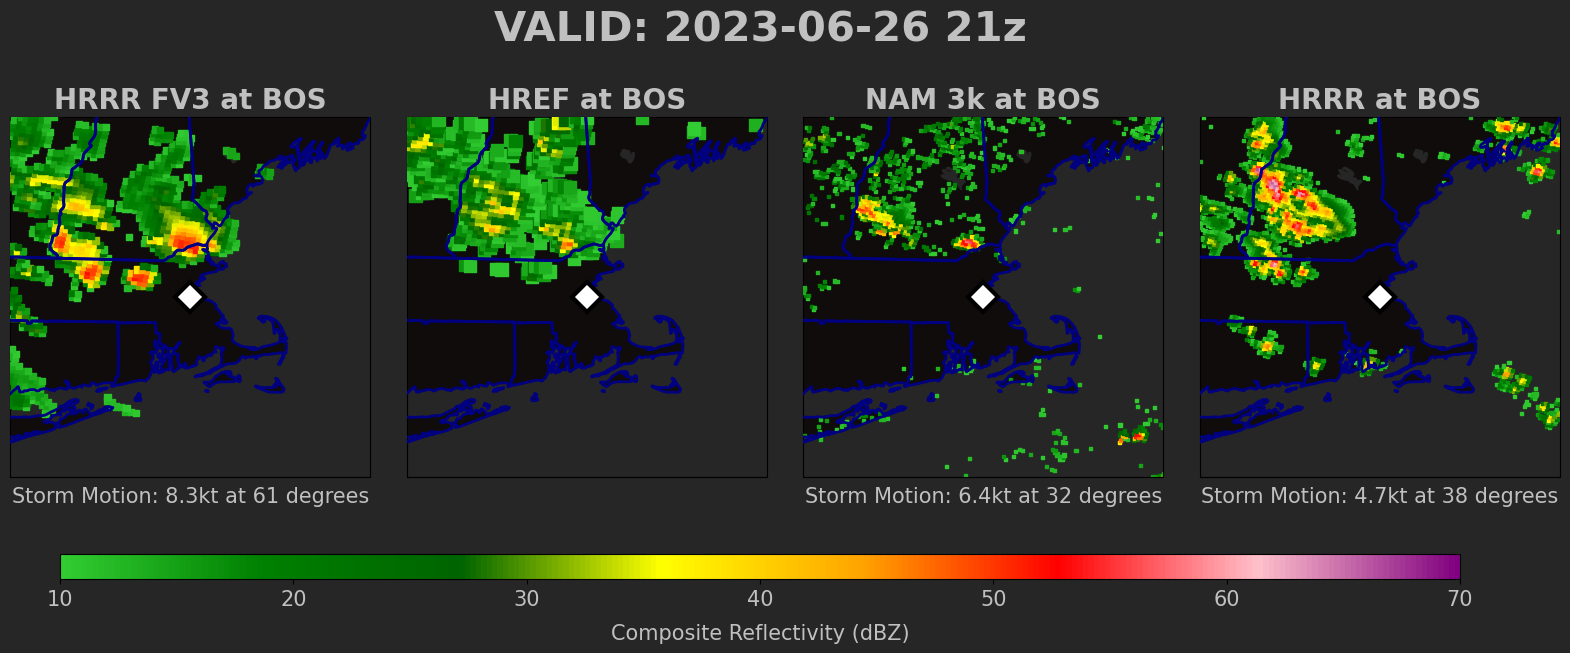 VALID: 2023-06-26 21z
HRRR FV3 at BOS
HREF at BOS
NAM 3k at BOS
HRRR at BOS
Storm Motion: 8.3kt at 61 degrees
Storm Motion: 6.4kt at 32 degrees
Storm Motion: 4.7kt at 38 degrees
10 20 30 40 50 60 70
Composite Reflectivity (dBZ)